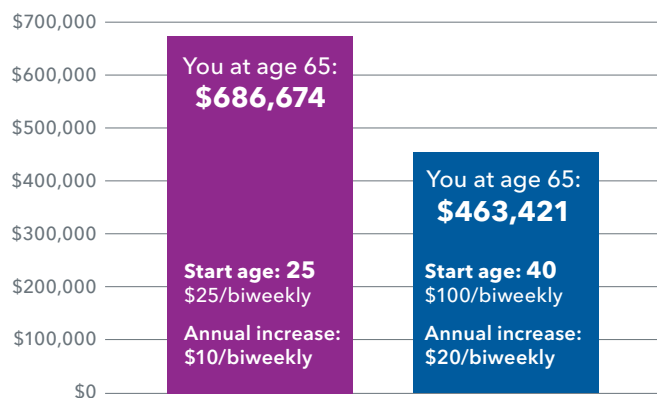 $700,000
$600,000
$500,000
$400,000
$300,000
$200,000
$100,000
$0
You at age 65:
$686,674
Start age: 25
$25/biweekly
Annual increase:
$10/biweekly
You at age 65:
$463,421
Start age: 40
$100/biweekly
Annual increase:
$20/biweekly